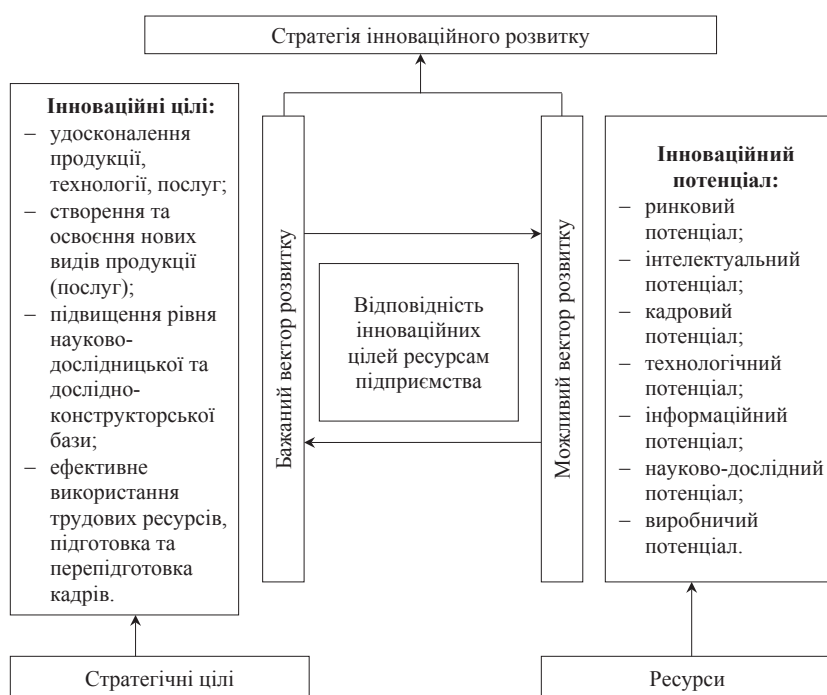 Стратегія інноваційного розвитку
Інноваційні цілі:
– удосконалення
продукції,
технології, послуг;
– створення та
освоєння нових
видів продукції
(послуг);
– підвищення рівня
науково-
дослідницької та
дослідно-
конструкторської
бази;
– ефективне
використання
трудових ресурсів,
підготовка та
перепідготовка
кадрів.
Бажаний вектор розвитку
Відповідність
інноваційних
цілей ресурсам
підприємства
Можливий вектор розвитку
Інноваційний
потенціал:
– ринковий
потенціал;
– інтелектуальний
потенціал;
– кадровий
потенціал;
– технологічний
потенціал;
– інформаційний
потенціал;
– науково-дослідний
потенціал;
– виробничий
потенціал.
Стратегічні цілі
Ресурси